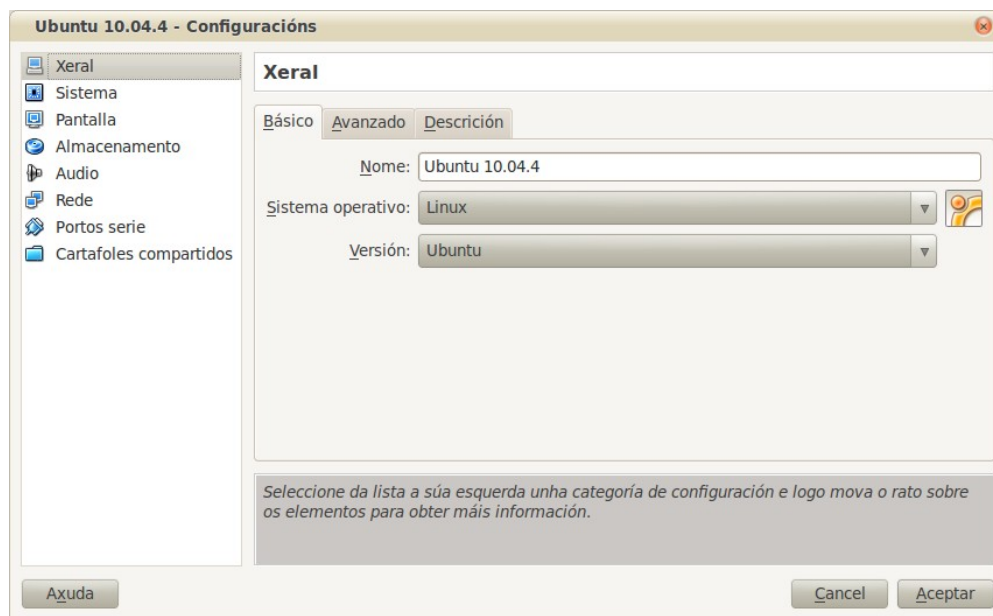 Ubuntu 10.04.4 - Configuracións
Xeral
Sistema
Pantalla
Almacenamento
Audio
Rede
Portos serie
Cartafoles compartidos
Xeral
Básico Avanzado Descrición
Nome: Ubuntu 10.04.4
Sistema operativo: Linux
Versión: Ubuntu
Seleccione da lista a súa esquerda unha categoría de configuración e logo mova o rato sobre
os elementos para obter máis información.
Axuda Cancel Aceptar